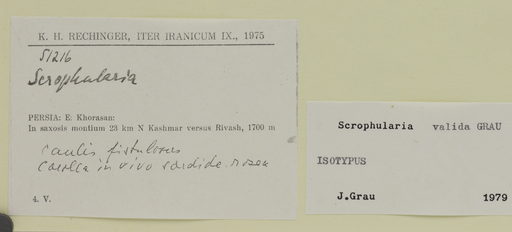 K. H. RECHINGER, ITER IRANICUM IX., 1975
51216
Scrophularia
PERSIA: E: Khorasan:
In saxosis montium 23 km N Kashmar versus Rivash, 1700 m
caulis fistulosus
corolla in vivo sordide rosea
4. V.
Scrophularia valida GRAU
ISOTYPUS
J.Grau 1979